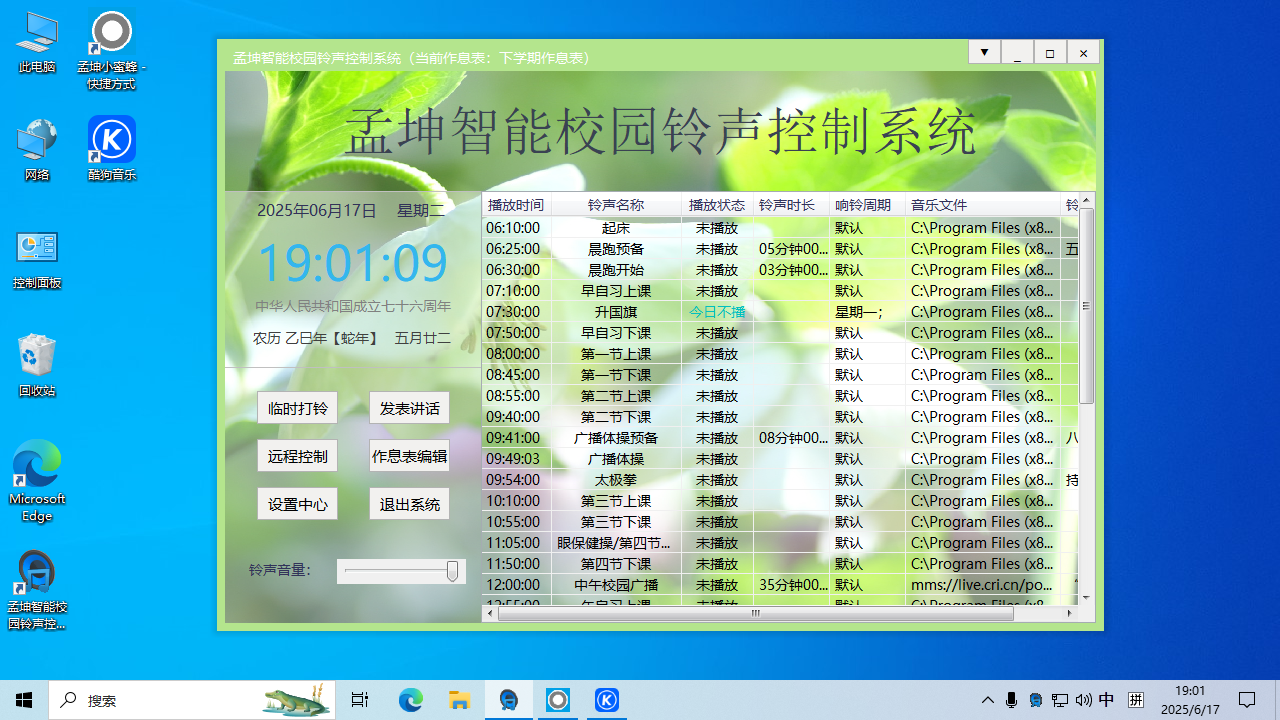 此电脑
孟坤小蜜蜂 -
快捷方式
网络
酷狗音乐
控制面板
回收站
Microsoft
Edge
孟坤智能校
园铃声控...
孟坤智能校园铃声控制系统（当前作息表：下学期作息表）
孟坤智能校园铃声控制系统
2025年06月17日 星期二
19:01:09
中华人民共和国成立七十六周年
农历 乙巳年【蛇年】 五月廿二
临时打铃 发表讲话
远程控制 作息表编辑
设置中心 退出系统
铃声音量：
播放时间 铃声名称 播放状态 铃声时长 响铃周期 音乐文件 铃
06:10:00 起床 未播放 默认 C:\Program Files (x8...
06:25:00 晨跑预备 未播放 05分钟00... 默认 C:\Program Files (x8... 五
06:30:00 晨跑开始 未播放 03分钟00... 默认 C:\Program Files (x8...
07:10:00 早自习上课 未播放 默认 C:\Program Files (x8...
07:30:00 升国旗 今日不播 星期一； C:\Program Files (x8...
07:50:00 早自习下课 未播放 默认 C:\Program Files (x8...
08:00:00 第一节上课 未播放 默认 C:\Program Files (x8...
08:45:00 第一节下课 未播放 默认 C:\Program Files (x8...
08:55:00 第二节上课 未播放 默认 C:\Program Files (x8...
09:40:00 第二节下课 未播放 默认 C:\Program Files (x8...
09:41:00 广播体操预备 未播放 08分钟00... 默认 C:\Program Files (x8... 八
09:49:03 广播体操 未播放 默认 C:\Program Files (x8...
09:54:00 太极拳 未播放 默认 C:\Program Files (x8... 持
10:10:00 第三节上课 未播放 默认 C:\Program Files (x8...
10:55:00 第三节下课 未播放 默认 C:\Program Files (x8...
11:05:00 眼保健操/第四节... 未播放 默认 C:\Program Files (x8...
11:50:00 第四节下课 未播放 默认 C:\Program Files (x8...
12:00:00 中午校园广播 未播放 35分钟00... 默认 mms://live.cri.cn/po...
12:55:00 午自习上课 未播放 默认 C:\Program Files (x8...
搜索
中
拼
19:01
2025/6/17